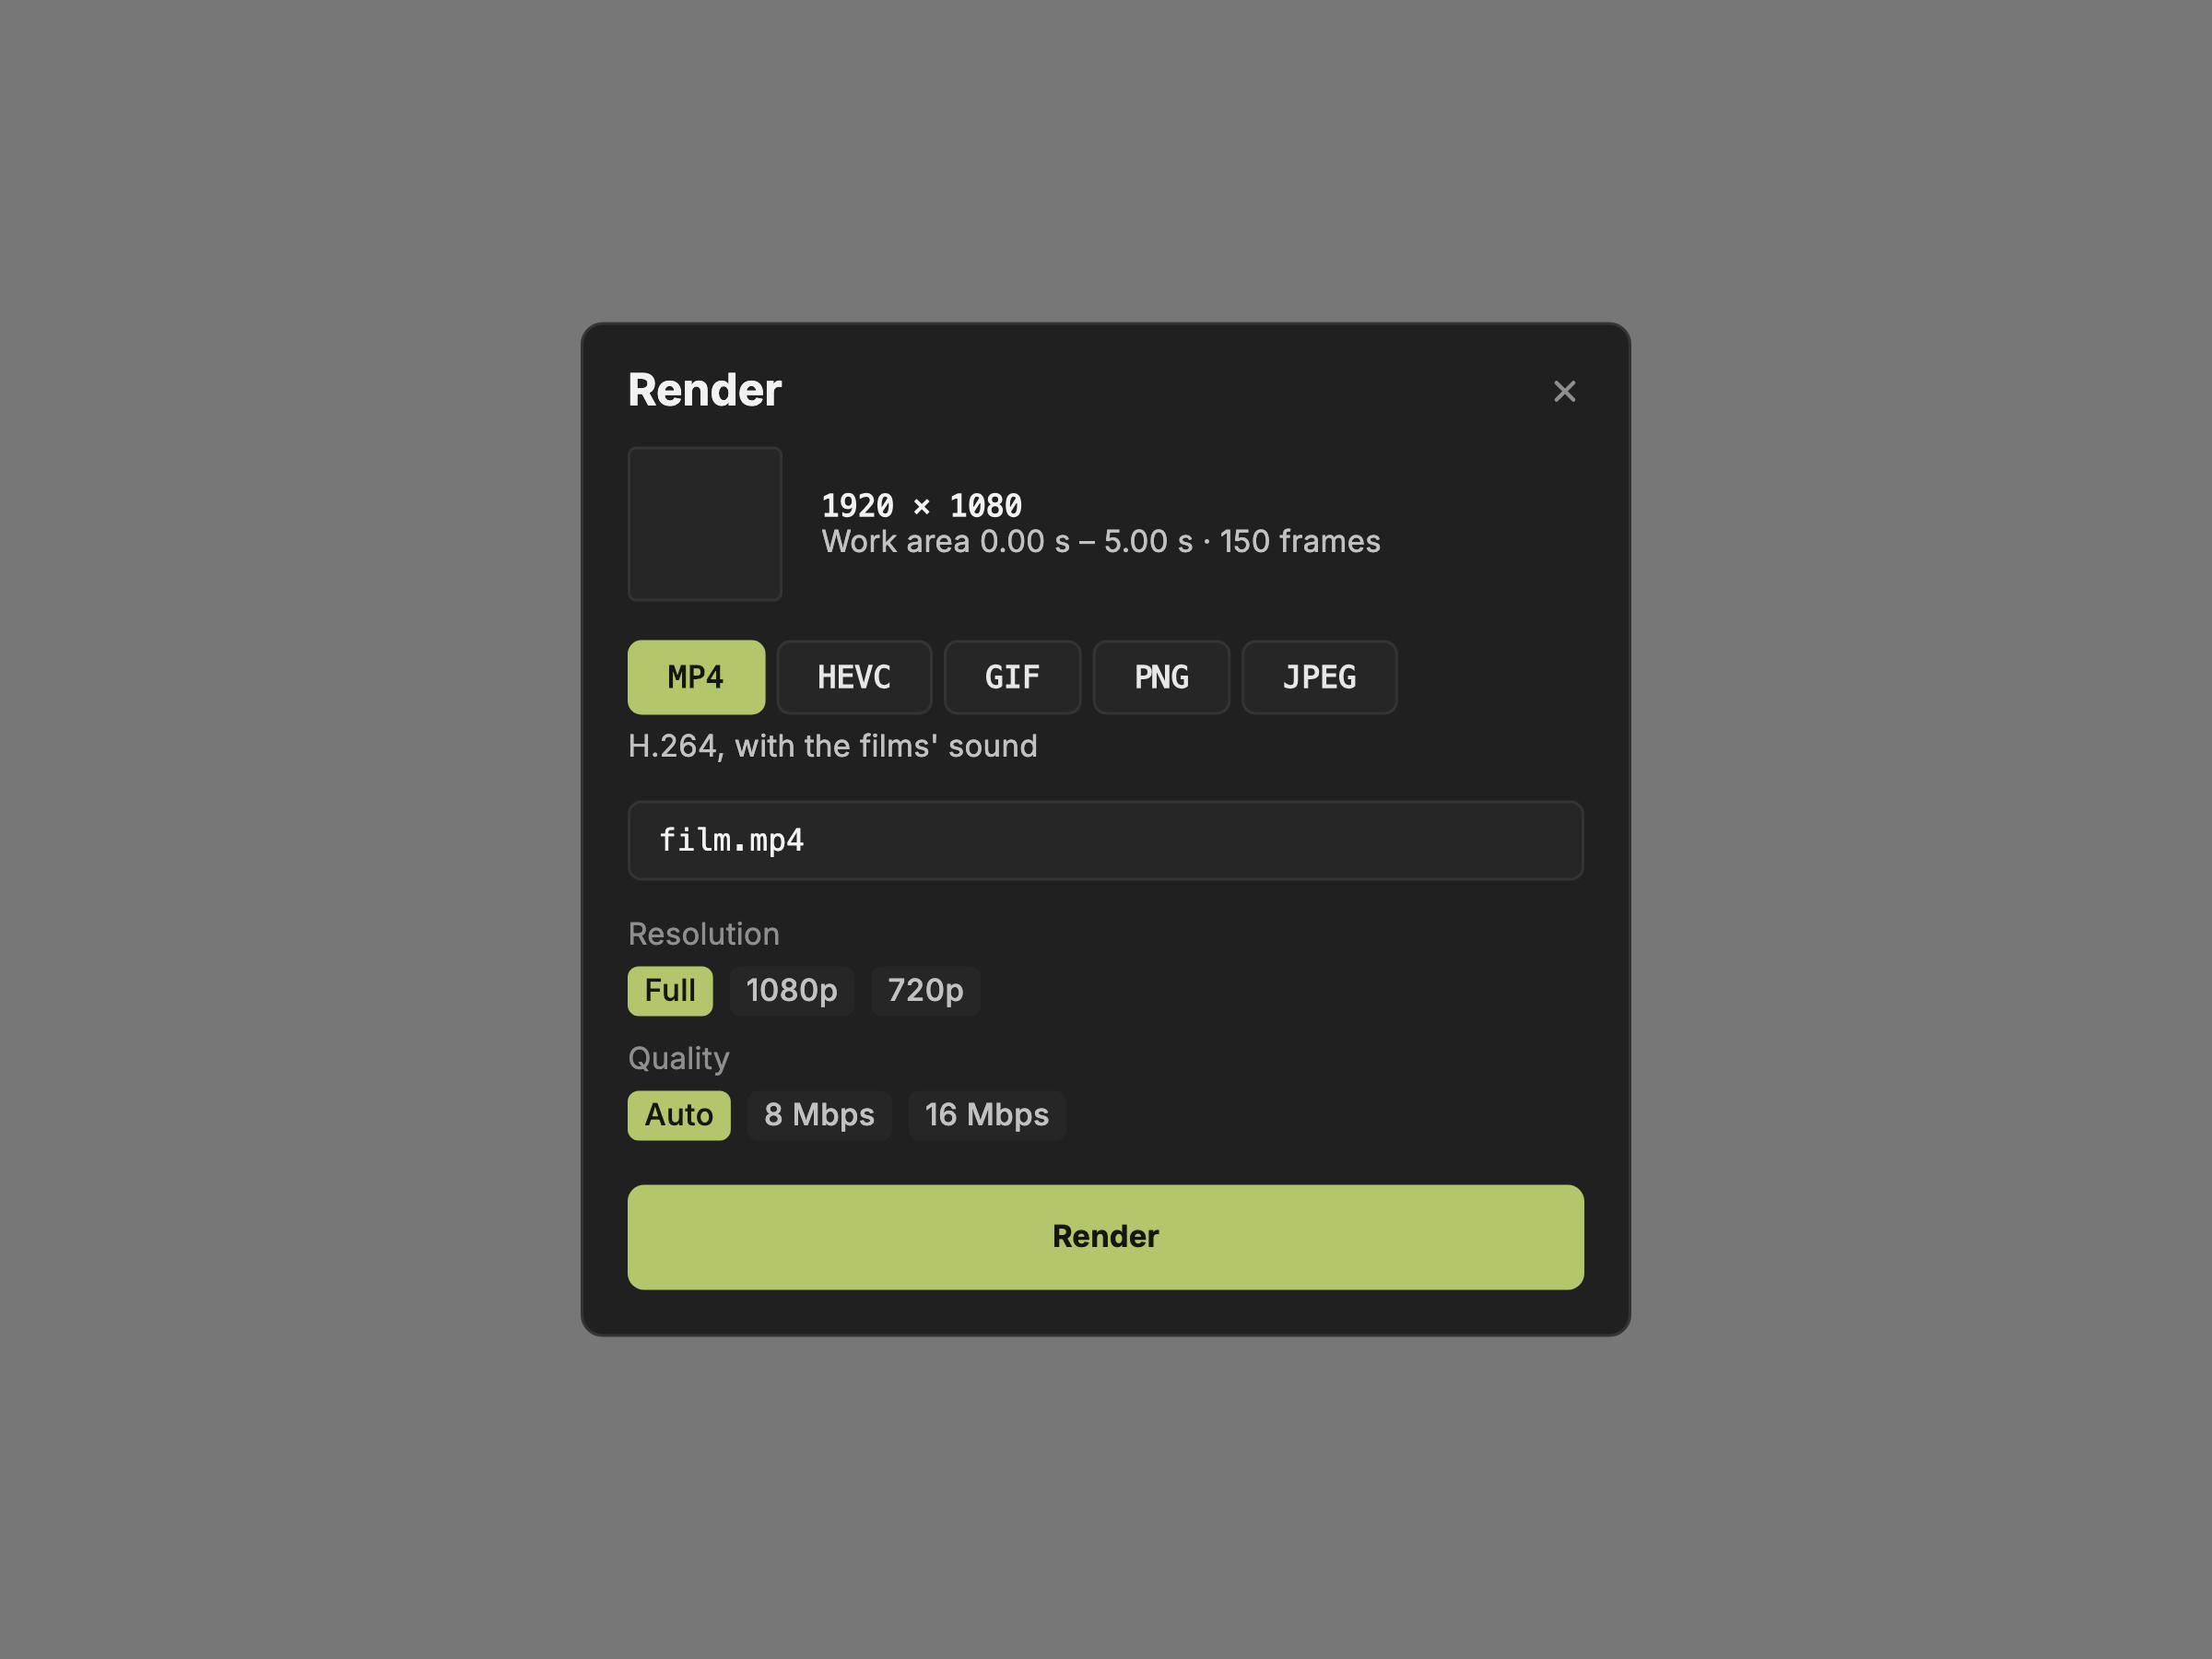 Render
1920 × 1080
Work area 0.00 s – 5.00 s · 150 frames
MP4 HEVC GIF PNG JPEG
H.264, with the films' sound
film.mp4
Resolution
Full 1080p 720p
Quality
Auto 8 Mbps 16 Mbps
Render